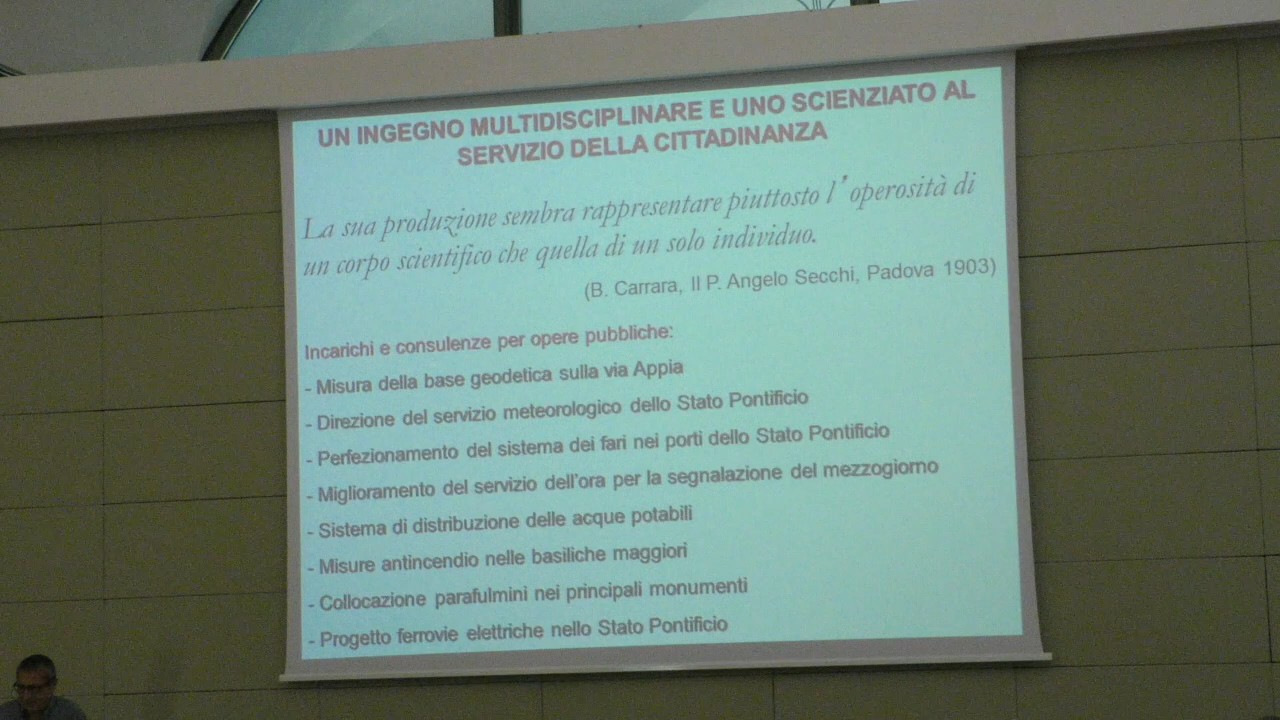 UN INGEGNO MULTIDISCIPLINARE E UNO SCIENZIATO AL
SERVIZIO DELLA CITTADINANZA
La sua produzione sembra rappresentare piuttosto l'operosità di
un corpo scientifico che quella di un solo individuo.
(B. Carrara, Il P. Angelo Secchi, Padova 1903)
Incarichi e consulenze per opere pubbliche:
- Misura della base geodetica sulla via Appia
- Direzione del servizio meteorologico dello Stato Pontificio
- Perfezionamento del sistema dei fari nei porti dello Stato Pontificio
- Miglioramento del servizio dell'ora per la segnalazione del mezzogiorno
- Sistema di distribuzione delle acque potabili
- Misure antincendio nelle basiliche maggiori
- Collocazione parafulmini nei principali monumenti
- Progetto ferrovie elettriche nello Stato Pontificio